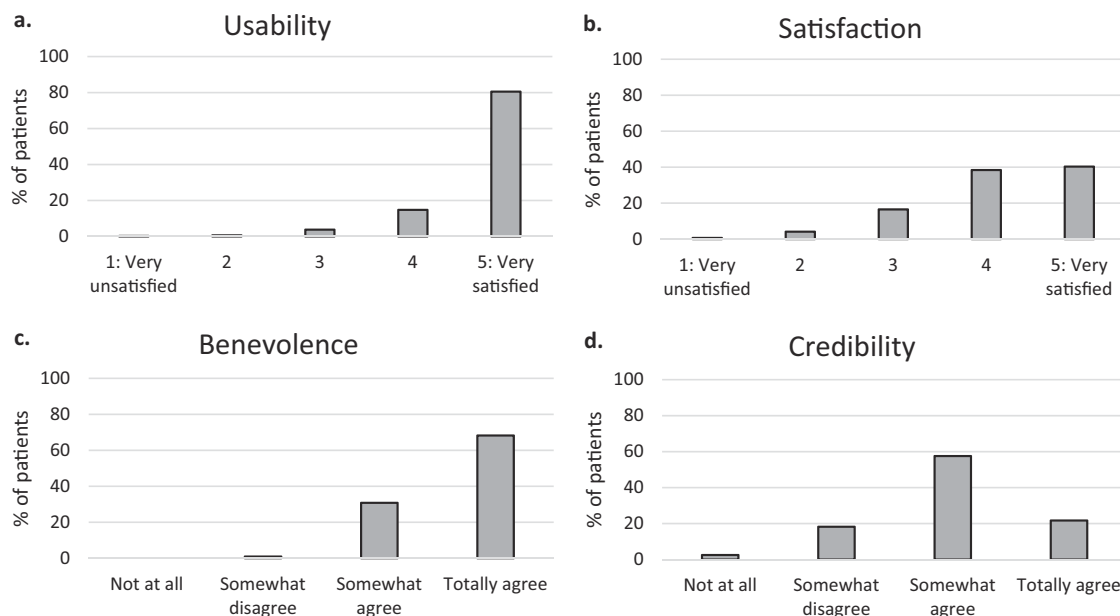 a.
Usability
% of patients
100
80
60
40
20
0
1: Very
unsatisfied
2
3
4
5: Very
satisfied
b.
Satisfaction
% of patients
100
80
60
40
20
0
1: Very
unsatisfied
2
3
4
5: Very
satisfied
c.
Benevolence
% of patients
100
80
60
40
20
0
Not at all
Somewhat
disagree
Somewhat
agree
Totally agree
d.
Credibility
% of patients
100
80
60
40
20
0
Not at all
Somewhat
disagree
Somewhat
agree
Totally agree